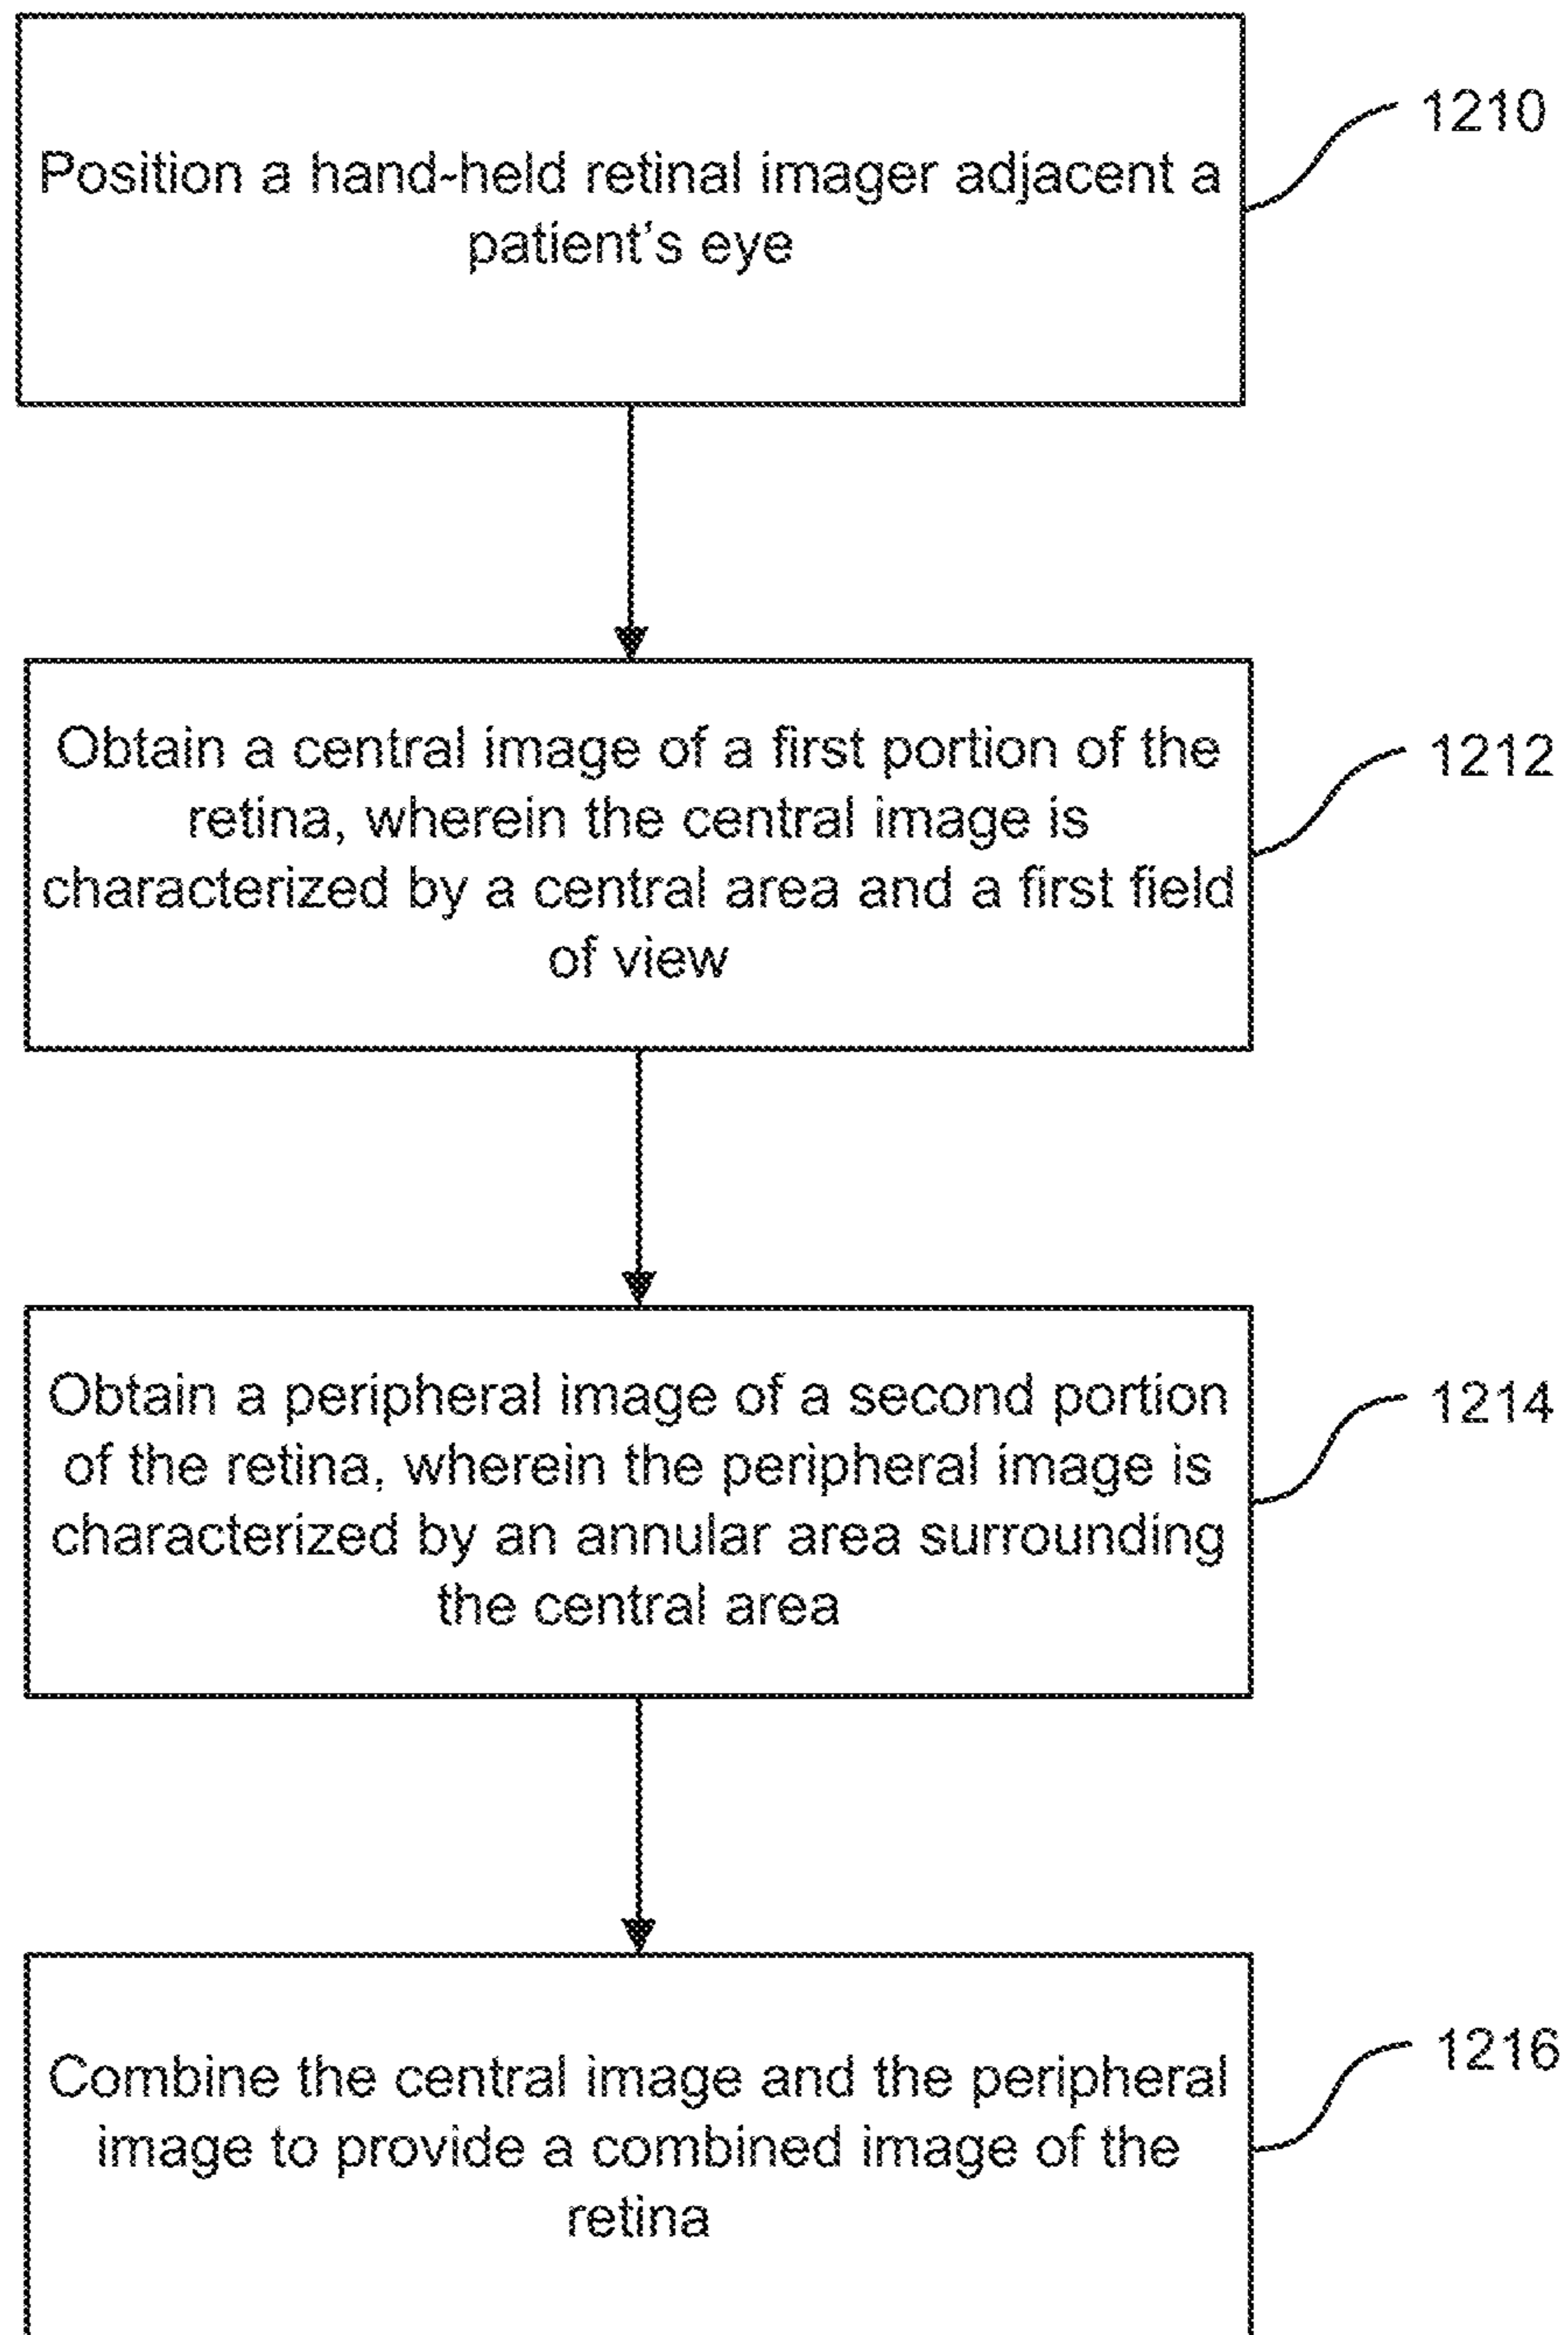 Position a hand-held retinal imager adjacent a
patient's eye
1210
Obtain a central image of a first portion of the
retina, wherein the central image is
characterized by a central area and a first field
of view
1212
Obtain a peripheral image of a second portion
of the retina, wherein the peripheral image is
characterized by an annular area surrounding
the central area
1214
Combine the central image and the peripheral
image to provide a combined image of the
retina
1216